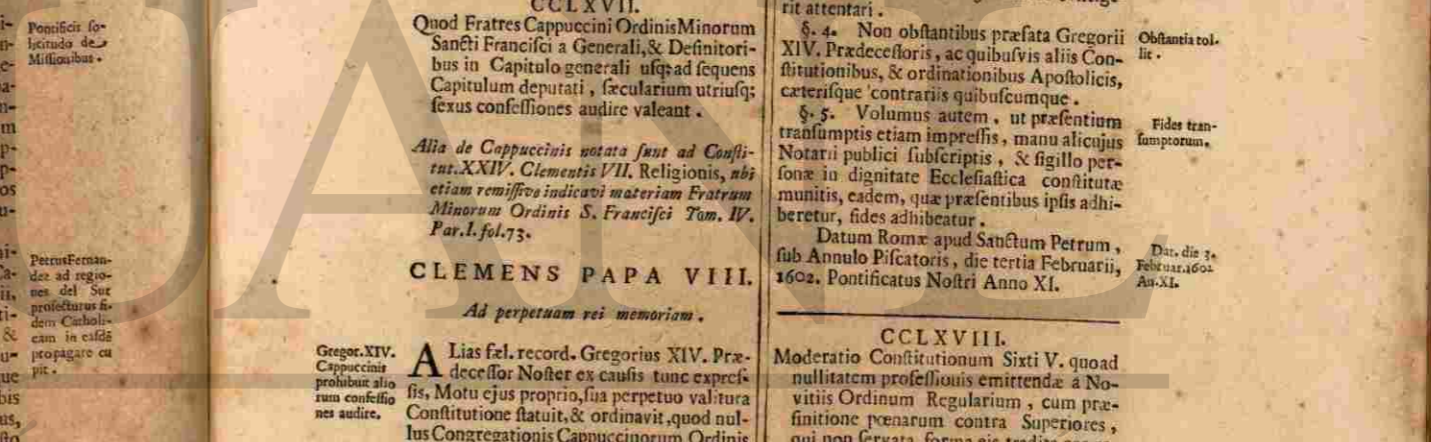 Pontificis so-
licitudo de
Missionibus.
PetrusFernan-
dez ad regio-
nes del Sur
profecturus fi-
dem Catholi-
cam in easdē
propagare cu
pit.
CCLXVII.
Quod Fratres Cappuccini OrdinisMinorum
Sancti Francisci a Generali,& Definitori-
bus in Capitulo generali usq; ad sequens
Capitulum deputati, sæcularium utriusq;
sexus confessiones audire valeant.
Alia de Cappuccinis notata sunt ad Consti-
tut.XXIV. Clementis VII. Religionis, ubi
etiam remissive indicavi materiam Fratrum
Minorum Ordinis S. Francisci Tom. IV.
Par.I.fol.73.
CLEMENS PAPA VIII.
Ad perpetuam rei memoriam.
Gregor.XIV.
Cappuccinis
prohibuit alio
rum confessio
nes audire.
ALias fæl. record. Gregorius XIV. Præ-
decessor Noster ex causis tunc expres-
sis, Motu ejus proprio,sua perpetuo valitura
Constitutione statuit,& ordinavit,quod nul-
lus Congregationis Cappuccinorum Ordinis
rit attentari.
§. 4. Non obstantibus præfata Gregorii
XIV. Prædecessoris, ac quibusvis aliis Con-
stitutionibus, & ordinationibus Apostolicis,
cæterisque contrariis quibuscumque.
§. 5. Volumus autem, ut præsentium
transumptis etiam impressis, manu alicujus
Notarii publici subscriptis, & sigillo per-
sonæ in dignitate Ecclesiastica constitutæ
munitis, eadem, quæ præsentibus ipsis adhi-
beretur, fides adhibeatur.
Datum Romæ apud Sanctum Petrum,
sub Annulo Piscatoris, die tertia Februarii,
1602. Pontificatus Nostri Anno XI.
Obstantia tol-
lit.
Fides tran-
sumptorum.
Dat. die 3.
Februar.1602
An.XI.
CCLXVIII.
Moderatio Constitutionum Sixti V. quoad
nullitatem professionis emittendæ a No-
vitiis Ordinum Regularium, cum præ-
finitione pœnarum contra Superiores,
qui non servata forma